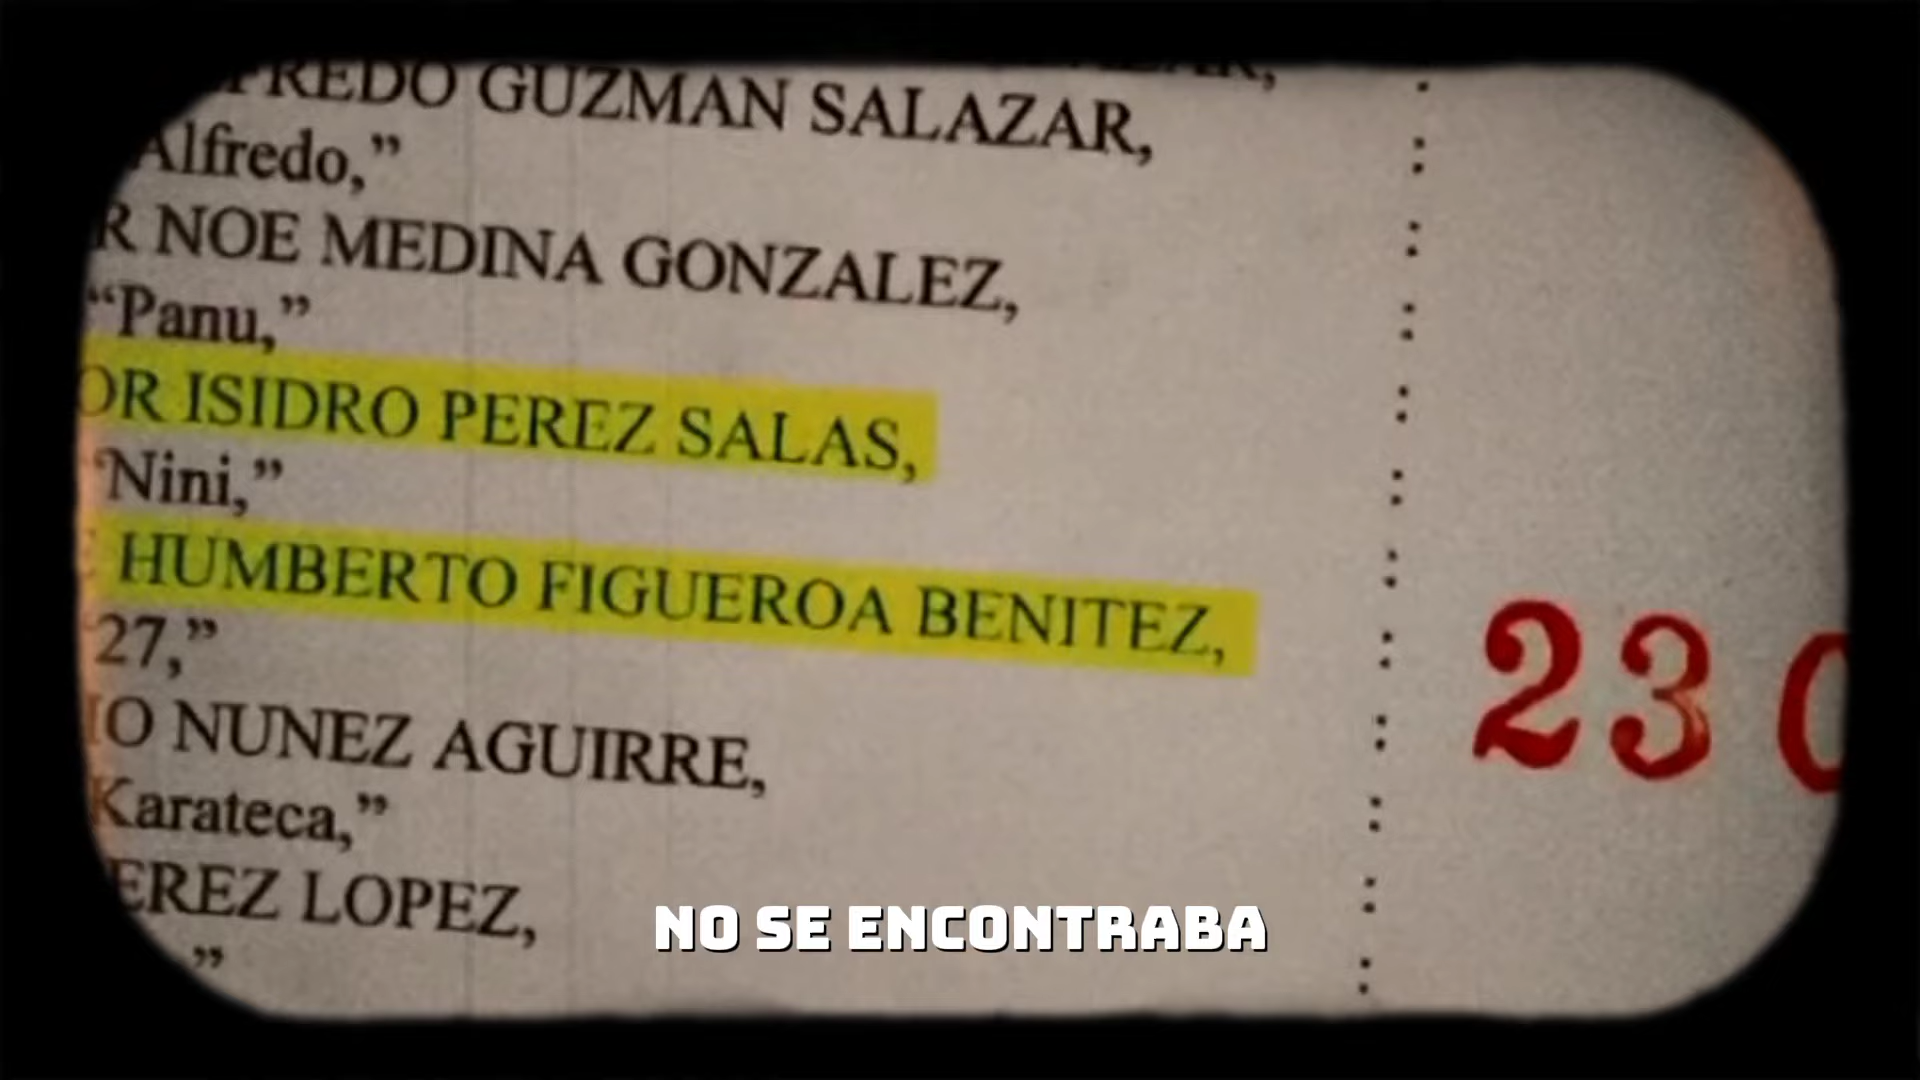 FREDO GUZMAN SALAZAR,
Alfredo,”
R NOE MEDINA GONZALEZ,
“Panu,”
OR ISIDRO PEREZ SALAS,
“Nini,”
HUMBERTO FIGUEROA BENITEZ,
“27,”
IO NUNEZ AGUIRRE,
Karateca,”
EREZ LOPEZ,
”
23
NO SE ENCONTRABA